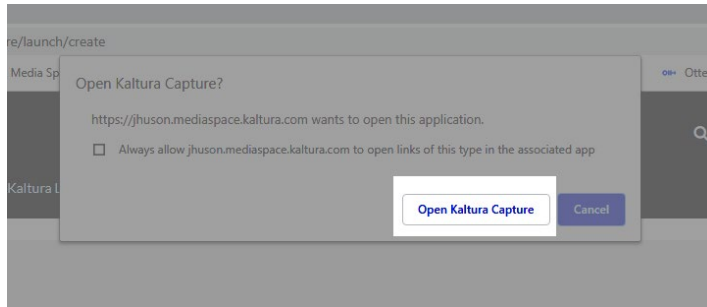 re/launch/create
Media Sp
Otte
Open Kaltura Capture?
https://jhuson.mediaspace.kaltura.com wants to open this application.
Always allow jhuson.mediaspace.kaltura.com to open links of this type in the associated app
Kaltura L
Open Kaltura Capture Cancel